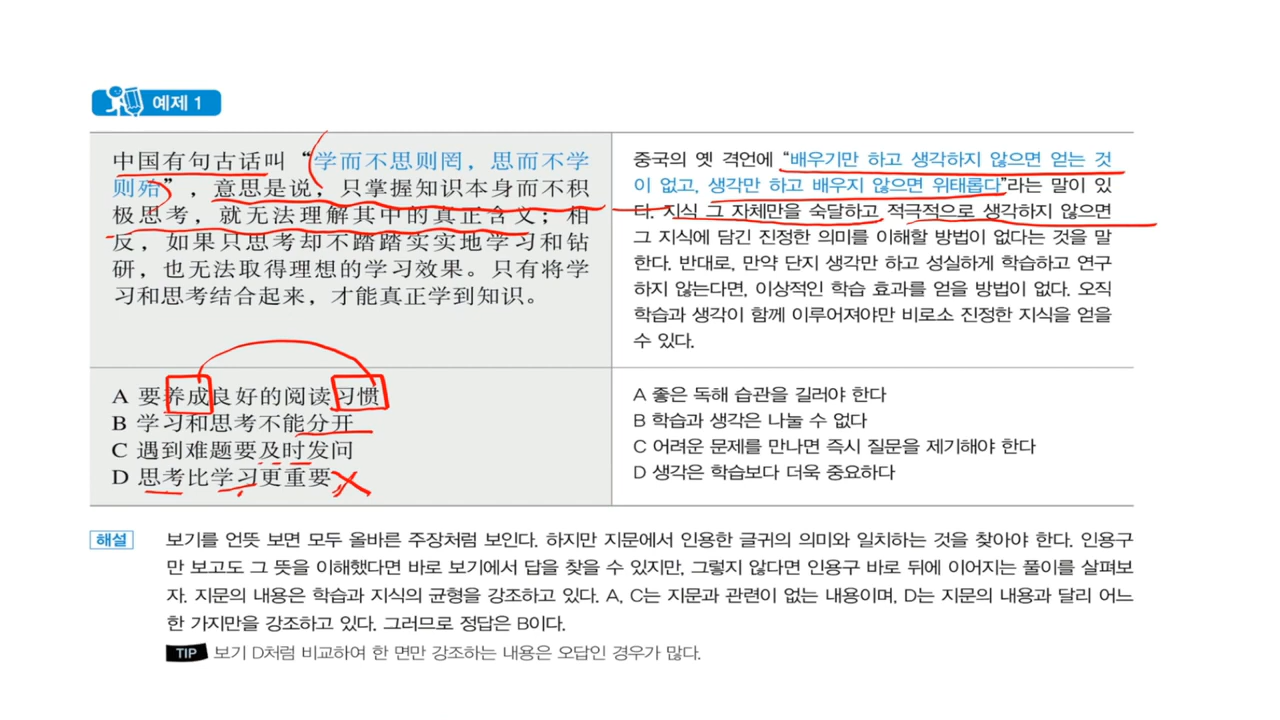 예제 1
中国有句古话叫“学而不思则罔，思而不学
则殆”，意思是说，只掌握知识本身而不积
极思考，就无法理解其中的真正含义；相
反，如果只思考却不踏踏实实地学习和钻
研，也无法取得理想的学习效果。只有将学
习和思考结合起来，才能真正学到知识。
중국의 옛 격언에 “배우기만 하고 생각하지 않으면 얻는 것
이 없고, 생각만 하고 배우지 않으면 위태롭다”라는 말이 있
다. 지식 그 자체만을 숙달하고 적극적으로 생각하지 않으면
그 지식에 담긴 진정한 의미를 이해할 방법이 없다는 것을 말
한다. 반대로, 만약 단지 생각만 하고 성실하게 학습하고 연구
하지 않는다면, 이상적인 학습 효과를 얻을 방법이 없다. 오직
학습과 생각이 함께 이루어져야만 비로소 진정한 지식을 얻을
수 있다.
A 要养成良好的阅读习惯
B 学习和思考不能分开
C 遇到难题要及时发问
D 思考比学习更重要
A 좋은 독해 습관을 길러야 한다
B 학습과 생각은 나눌 수 없다
C 어려운 문제를 만나면 즉시 질문을 제기해야 한다
D 생각은 학습보다 더욱 중요하다
해설
보기를 언뜻 보면 모두 올바른 주장처럼 보인다. 하지만 지문에서 인용한 글귀의 의미와 일치하는 것을 찾아야 한다. 인용구
만 보고도 그 뜻을 이해했다면 바로 보기에서 답을 찾을 수 있지만, 그렇지 않다면 인용구 바로 뒤에 이어지는 풀이를 살펴보
자. 지문의 내용은 학습과 지식의 균형을 강조하고 있다. A, C는 지문과 관련이 없는 내용이며, D는 지문의 내용과 달리 어느
한 가지만을 강조하고 있다. 그러므로 정답은 B이다.
TIP 보기 D처럼 비교하여 한 면만 강조하는 내용은 오답인 경우가 많다.